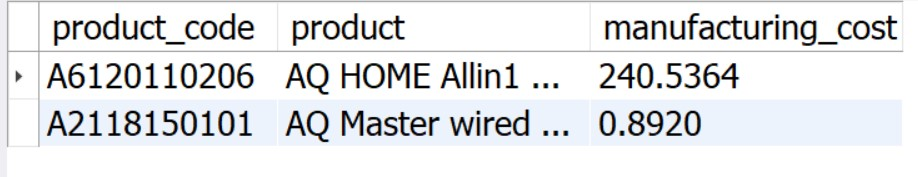 product_code product manufacturing_cost
A6120110206 AQ HOME Allin1 ... 240.5364
A2118150101 AQ Master wired ... 0.8920